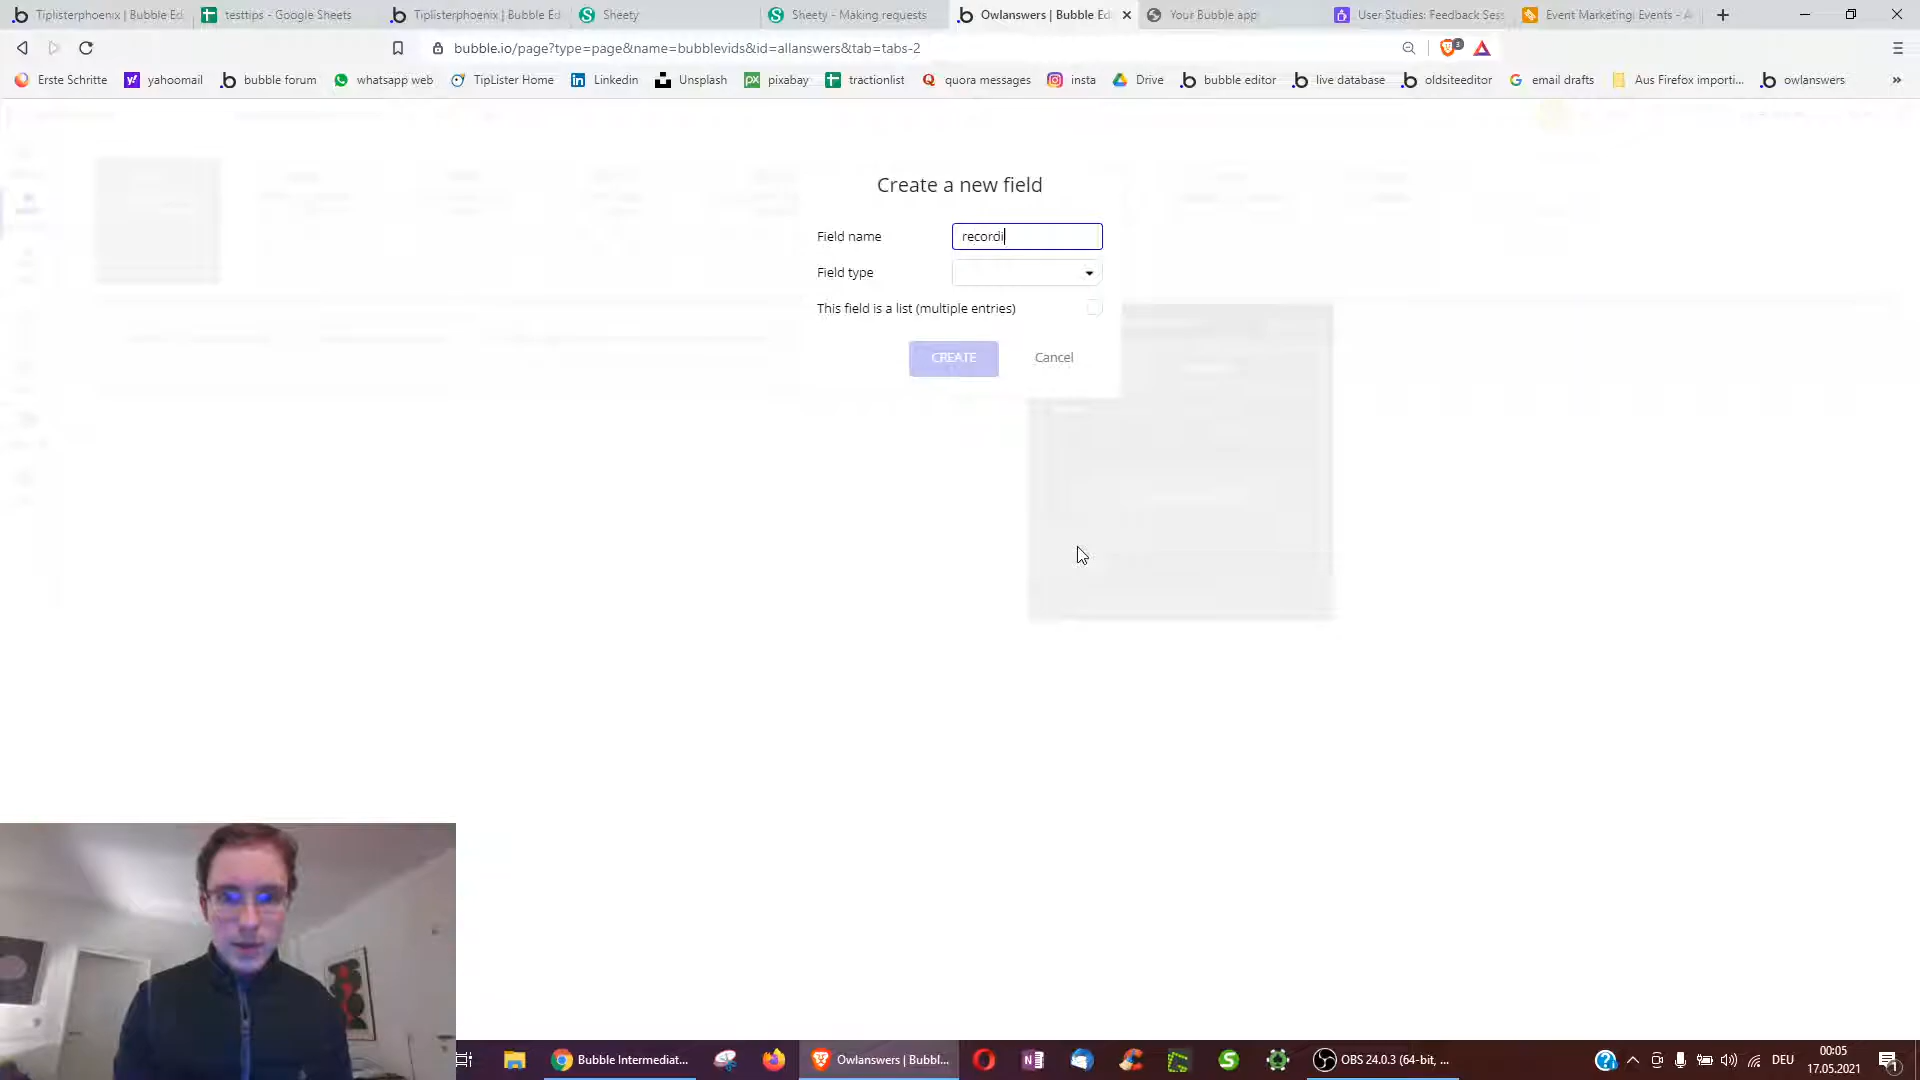 Tiplisterphoenix | Bubble Ed
testtips - Google Sheets
Tiplisterphoenix | Bubble Ed
Sheety
Sheety - Making requests
Owlanswers | Bubble Edi
Your Bubble app
User Studies: Feedback Sess
Event Marketing: Events - A
bubble.io/page?type=page&name=bubblevids&id=allanswers&tab=tabs-2
3
Erste Schritte
yahoomail
bubble forum
whatsapp web
TipLister Home
Linkedin
Unsplash
pixabay
tractionlist
quora messages
insta
Drive
bubble editor
live database
oldsiteeditor
email drafts
Aus Firefox importi...
owlanswers
»
Create a new field
Field name
recordi
Field type
This field is a list (multiple entries)
CREATE
Cancel
Bubble Intermediat...
Owlanswers | Bubbl...
OBS 24.0.3 (64-bit, ...
DEU
00:05
17.05.2021
1